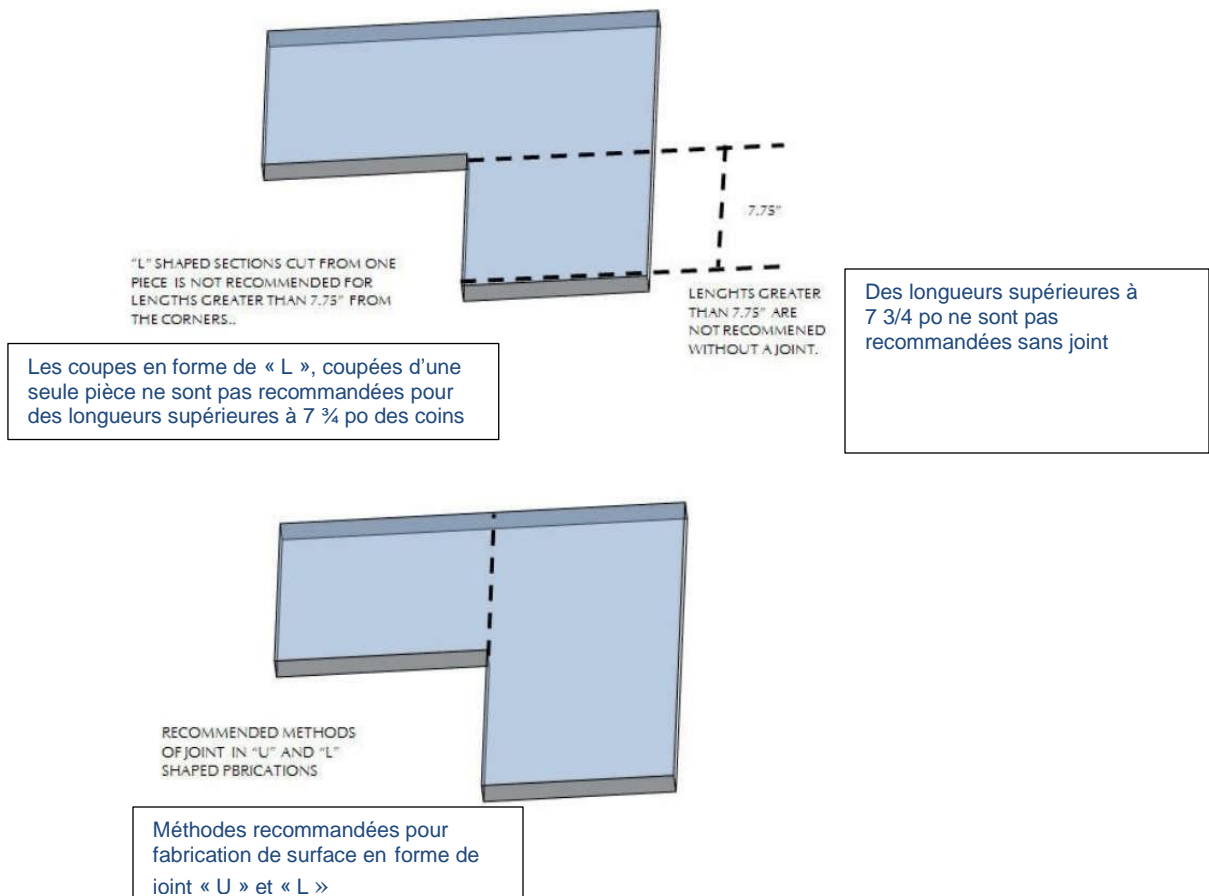 7.75"
"L" SHAPED SECTIONS CUT FROM ONE
PIECE IS NOT RECOMMENDED FOR
LENGTHS GREATER THAN 7.75" FROM
THE CORNERS..
LENGHTS GREATER
THAN 7.75" ARE
NOT RECOMMENED
WITHOUT A JOINT.
Des longueurs supérieures à
7 3/4 po ne sont pas
recommandées sans joint
Les coupes en forme de « L », coupées d’une
seule pièce ne sont pas recommandées pour
des longueurs supérieures à 7 ¾ po des coins
RECOMMENDED METHODS
OF JOINT IN "U" AND "L"
SHAPED PBRICATIONS
Méthodes recommandées pour
fabrication de surface en forme de
joint « U » et « L »